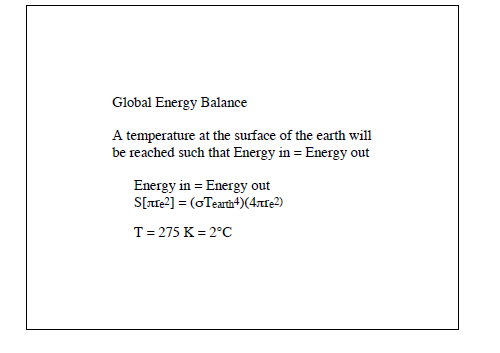 Global Energy Balance
A temperature at the surface of the earth will
be reached such that Energy in = Energy out
Energy in = Energy out
S[πre2] = (σTearth4)(4πre2)
T = 275 K = 2°C